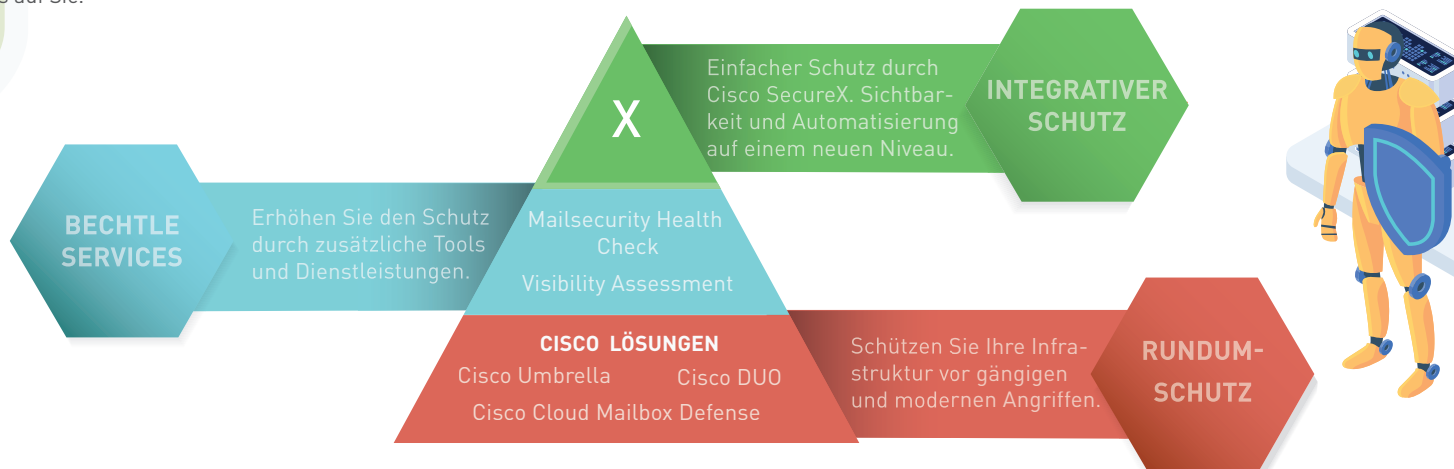 Einfacher Schutz durch
Cisco SecureX. Sichtbar-
keit und Automatisierung
auf einem neuen Niveau.
INTEGRATIVER
SCHUTZ
X
BECHTLE
SERVICES
Erhöhen Sie den Schutz
durch zusätzliche Tools
und Dienstleistungen.
Mailsecurity Health
Check
Visibility Assessment
CISCO LÖSUNGEN
Cisco Umbrella
Cisco DUO
Cisco Cloud Mailbox Defense
Schützen Sie Ihre Infra-
struktur vor gängigen
und modernen Angriffen.
RUNDUM-
SCHUTZ